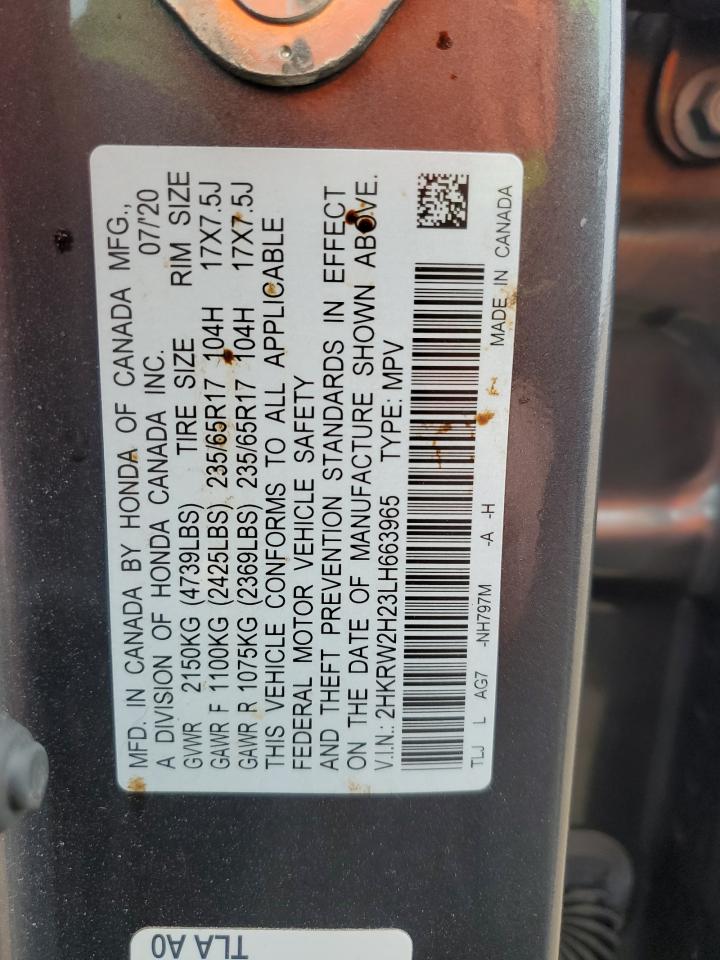 MFD. IN CANADA BY HONDA OF CANADA MFG.,
A DIVISION OF HONDA CANADA INC. 07/'20
GVWR 2150KG (4739LBS) TIRE SIZE RIM SIZE
GAWR F 1100KG (2425LBS) 235/65R17 104H 17X7.5J
GAWR R 1075KG (2369LBS) 235/65R17 104H 17X7.5J
THIS VEHICLE CONFORMS TO ALL APPLICABLE
FEDERAL MOTOR VEHICLE SAFETY
AND THEFT PREVENTION STANDARDS IN EFFECT
ON THE DATE OF MANUFACTURE SHOWN ABOVE.
V.I.N.: 2HKRW2H23LH663965 TYPE: MPV
TLJ L AG7 -NH797M -A -H MADE IN CANADA
TLA A0